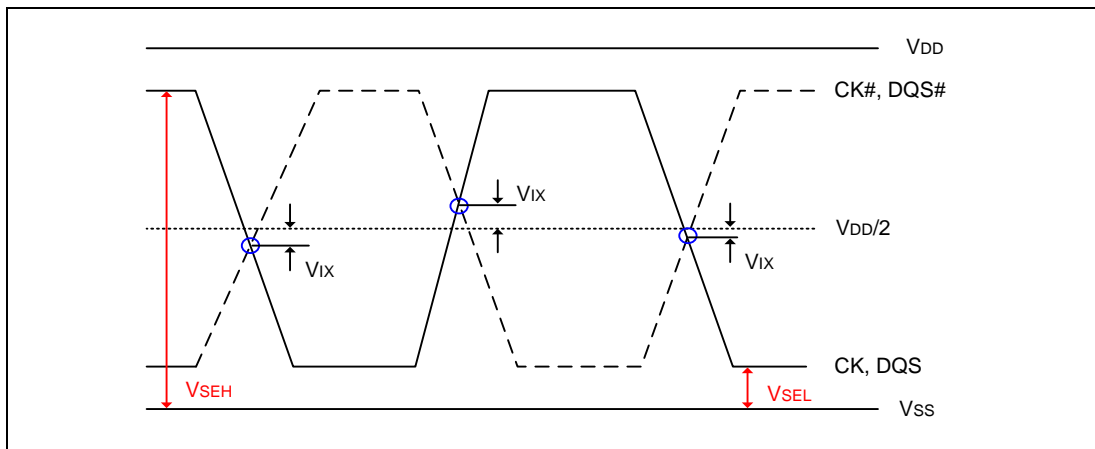 VDD
CK#, DQS#
VIX
VDD/2
VIX
VIX
CK, DQS
VSEH
VSEL
VSS